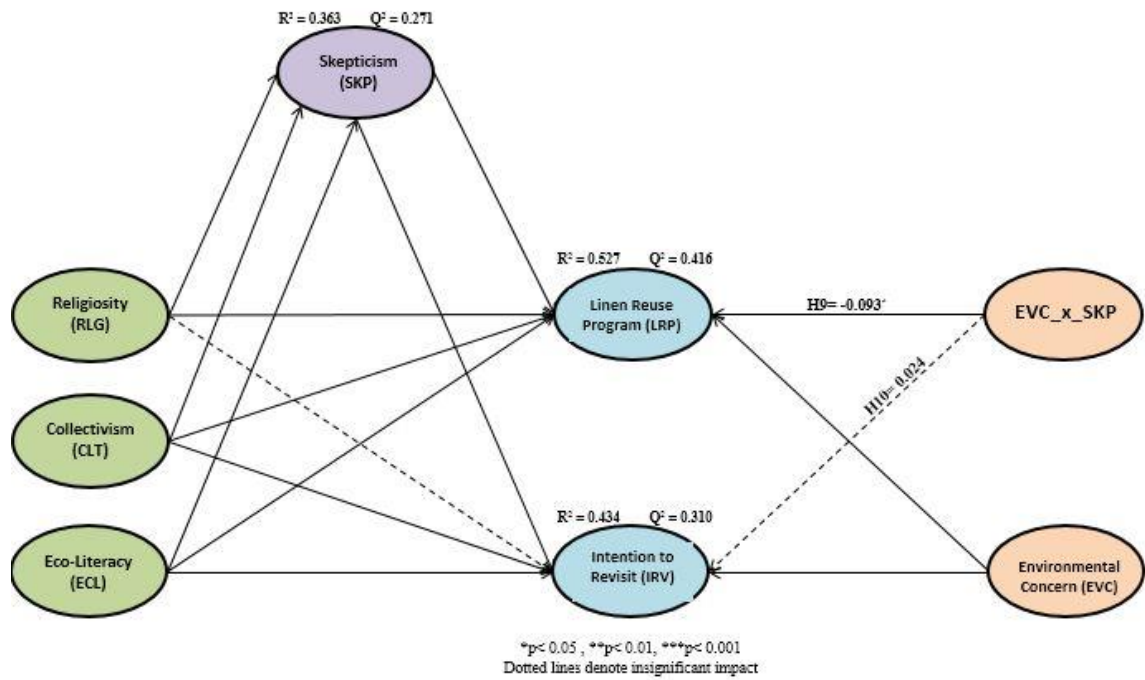 R² = 0.363 Q² = 0.271
Skepticism
(SKP)
R² = 0.527 Q² = 0.416
Religiosity
(RLG)
Linen Reuse
Program (LRP)
H9= -0.093*
EVC_x_SKP
H10= 0.024
Collectivism
(CLT)
R² = 0.434 Q² = 0.310
Eco-Literacy
(ECL)
Intention to
Revisit (IRV)
Environmental
Concern (EVC)
*p< 0.05 , **p< 0.01, ***p< 0.001
Dotted lines denote insignificant impact